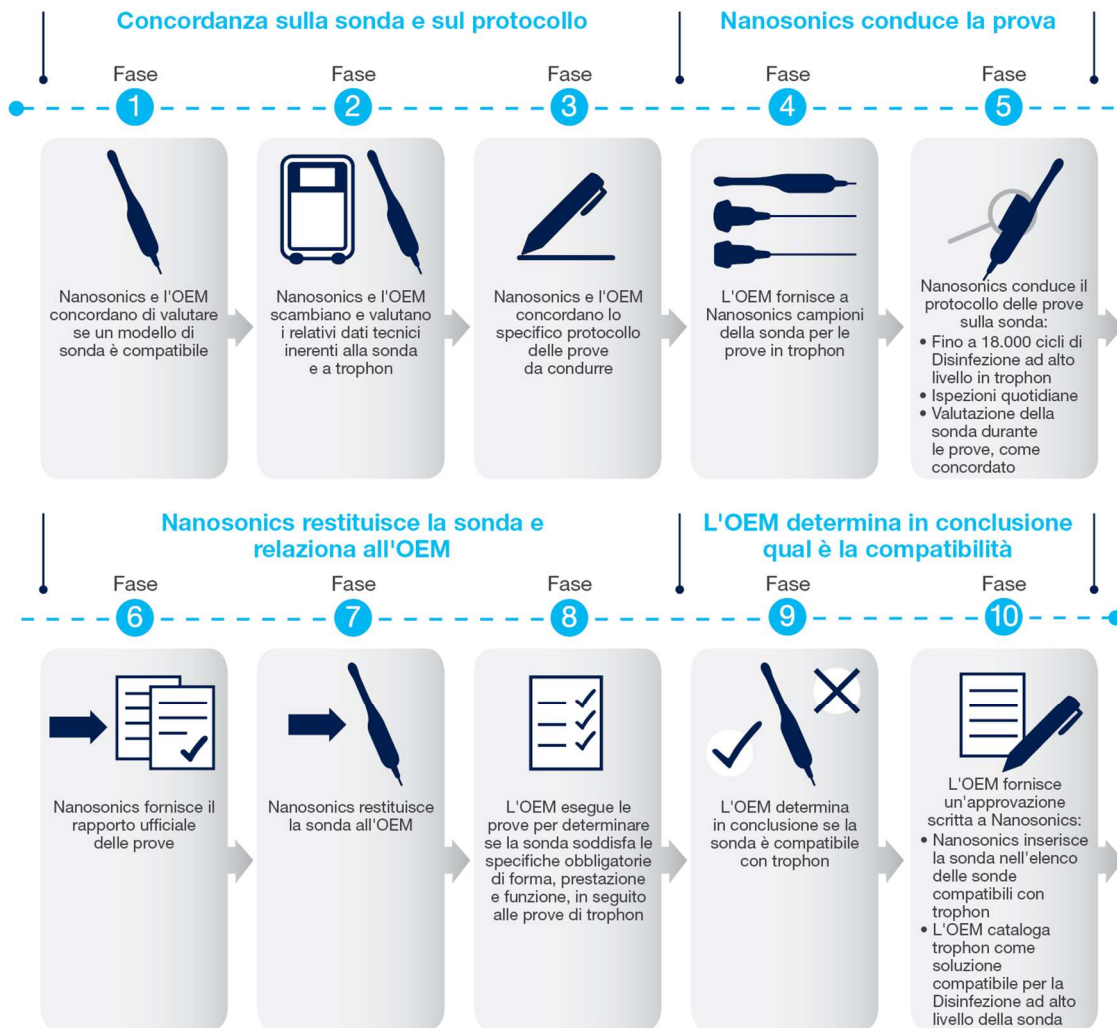 Concordanza sulla sonda e sul protocollo
Nanosonics conduce la prova
Fase
1
Nanosonics e l'OEM
concordano di valutare
se un modello di
sonda è compatibile
Fase
2
Nanosonics e l'OEM
scambiano e valutano
i relativi dati tecnici
inerenti alla sonda
e a trophon
Fase
3
Nanosonics e l'OEM
concordano lo
specifico protocollo
delle prove
da condurre
Fase
4
L'OEM fornisce a
Nanosonics campioni
della sonda per le
prove in trophon
Fase
5
Nanosonics conduce il
protocollo delle prove
sulla sonda:
• Fino a 18.000 cicli di
Disinfezione ad alto
livello in trophon
• Ispezioni quotidiane
• Valutazione della
sonda durante
le prove, come
concordato
Nanosonics restituisce la sonda e
relaziona all'OEM
L'OEM determina in conclusione
qual è la compatibilità
Fase
6
Nanosonics fornisce il
rapporto ufficiale
delle prove
Fase
7
Nanosonics restituisce
la sonda all'OEM
Fase
8
L'OEM esegue le
prove per determinare
se la sonda soddisfa le
specifiche obbligatorie
di forma, prestazione
e funzione, in seguito
alle prove di trophon
Fase
9
L'OEM determina
in conclusione se la
sonda è compatibile
con trophon
Fase
10
L'OEM fornisce
un'approvazione
scritta a Nanosonics:
• Nanosonics inserisce
la sonda nell'elenco
delle sonde
compatibili con
trophon
• L'OEM cataloga
trophon come
soluzione
compatibile per la
Disinfezione ad alto
livello della sonda